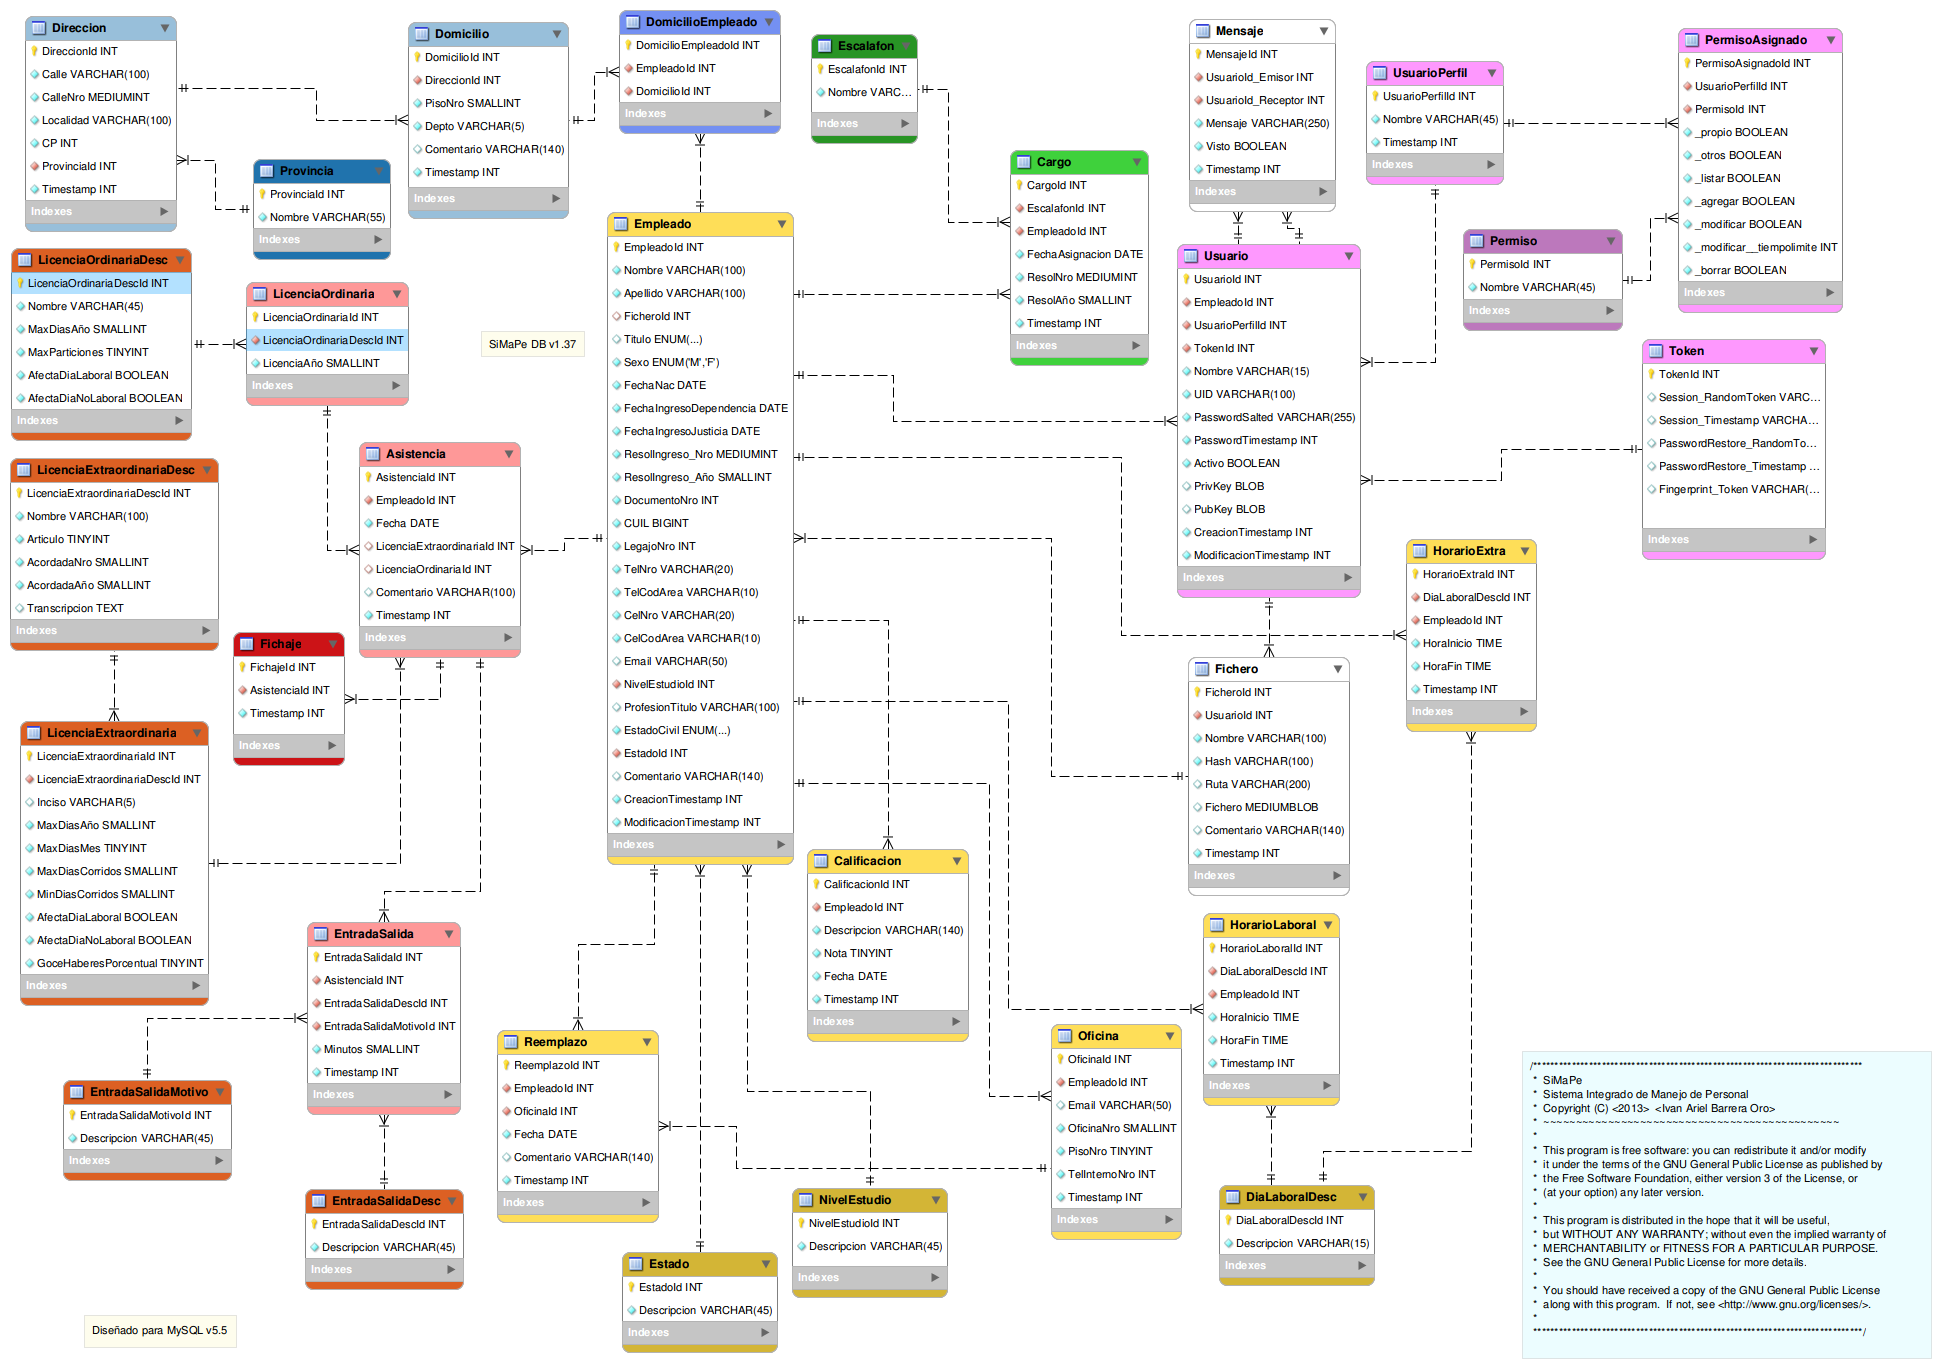 Direccion
DireccionId INT
Calle VARCHAR(100)
CalleNro MEDIUMINT
Localidad VARCHAR(100)
CP INT
ProvinciaId INT
Timestamp INT
Indexes
Provincia
ProvinciaId INT
Nombre VARCHAR(55)
Indexes
Domicilio
DomicilioId INT
DireccionId INT
PisoNro SMALLINT
Depto VARCHAR(5)
Comentario VARCHAR(140)
Timestamp INT
Indexes
DomicilioEmpleado
DomicilioEmpleadoId INT
EmpleadoId INT
DomicilioId INT
Indexes
Escalafon
EscalafonId INT
Nombre VARC...
Indexes
Cargo
CargoId INT
EscalafonId INT
EmpleadoId INT
FechaAsignacion DATE
ResolNro MEDIUMINT
ResolAño SMALLINT
Timestamp INT
Indexes
Mensaje
MensajeId INT
UsuarioId_Emisor INT
UsuarioId_Receptor INT
Mensaje VARCHAR(250)
Visto BOOLEAN
Timestamp INT
Indexes
UsuarioPerfil
UsuarioPerfilId INT
Nombre VARCHAR(45)
Timestamp INT
Indexes
PermisoAsignado
PermisoAsignadoId INT
UsuarioPerfilId INT
PermisoId INT
_propio BOOLEAN
_otros BOOLEAN
_listar BOOLEAN
_agregar BOOLEAN
_modificar BOOLEAN
_modificar__tiempolimite INT
_borrar BOOLEAN
Indexes
Permiso
PermisoId INT
Nombre VARCHAR(45)
Indexes
LicenciaOrdinariaDesc
LicenciaOrdinariaDescId INT
Nombre VARCHAR(45)
MaxDiasAño SMALLINT
MaxParticiones TINYINT
AfectaDiaLaboral BOOLEAN
AfectaDiaNoLaboral BOOLEAN
Indexes
LicenciaOrdinaria
LicenciaOrdinariaId INT
LicenciaOrdinariaDescId INT
LicenciaAño SMALLINT
Indexes
SiMaPe DB v1.37
Empleado
EmpleadoId INT
Nombre VARCHAR(100)
Apellido VARCHAR(100)
FicheroId INT
Titulo ENUM(...)
Sexo ENUM('M','F')
FechaNac DATE
FechaIngresoDependencia DATE
FechaIngresoJusticia DATE
ResolIngreso_Nro MEDIUMINT
ResolIngreso_Año SMALLINT
DocumentoNro INT
CUIL BIGINT
LegajoNro INT
TelNro VARCHAR(20)
TelCodArea VARCHAR(10)
CelNro VARCHAR(20)
CelCodArea VARCHAR(10)
Email VARCHAR(50)
NivelEstudioId INT
ProfesionTitulo VARCHAR(100)
EstadoCivil ENUM(...)
EstadoId INT
Comentario VARCHAR(140)
CreacionTimestamp INT
ModificacionTimestamp INT
Indexes
Usuario
UsuarioId INT
EmpleadoId INT
UsuarioPerfilId INT
TokenId INT
Nombre VARCHAR(15)
UID VARCHAR(100)
PasswordSalted VARCHAR(255)
PasswordTimestamp INT
Activo BOOLEAN
PrivKey BLOB
PubKey BLOB
CreacionTimestamp INT
ModificacionTimestamp INT
Indexes
Token
TokenId INT
Session_RandomToken VARC...
Session_Timestamp VARCHA...
PasswordRestore_RandomTo...
PasswordRestore_Timestamp ...
Fingerprint_Token VARCHAR(...
Indexes
LicenciaExtraordinariaDesc
LicenciaExtraordinariaDescId INT
Nombre VARCHAR(100)
Articulo TINYINT
AcordadaNro SMALLINT
AcordadaAño SMALLINT
Transcripcion TEXT
Indexes
Asistencia
AsistenciaId INT
EmpleadoId INT
Fecha DATE
LicenciaExtraordinariaId INT
LicenciaOrdinariaId INT
Comentario VARCHAR(100)
Timestamp INT
Indexes
Fichaje
FichajeId INT
AsistenciaId INT
Timestamp INT
Indexes
HorarioExtra
HorarioExtraId INT
DiaLaboralDescId INT
EmpleadoId INT
HoraInicio TIME
HoraFin TIME
Timestamp INT
Indexes
Fichero
FicheroId INT
UsuarioId INT
Nombre VARCHAR(100)
Hash VARCHAR(100)
Ruta VARCHAR(200)
Fichero MEDIUMBLOB
Comentario VARCHAR(140)
Timestamp INT
Indexes
LicenciaExtraordinaria
LicenciaExtraordinariaId INT
LicenciaExtraordinariaDescId INT
Inciso VARCHAR(5)
MaxDiasAño SMALLINT
MaxDiasMes TINYINT
MaxDiasCorridos SMALLINT
MinDiasCorridos SMALLINT
AfectaDiaLaboral BOOLEAN
AfectaDiaNoLaboral BOOLEAN
GoceHaberesPorcentual TINYINT
Indexes
Calificacion
CalificacionId INT
EmpleadoId INT
Descripcion VARCHAR(140)
Nota TINYINT
Fecha DATE
Timestamp INT
Indexes
EntradaSalida
EntradaSalidaId INT
AsistenciaId INT
EntradaSalidaDescId INT
EntradaSalidaMotivoId INT
Minutos SMALLINT
Timestamp INT
Indexes
HorarioLaboral
HorarioLaboralId INT
DiaLaboralDescId INT
EmpleadoId INT
HoraInicio TIME
HoraFin TIME
Timestamp INT
Indexes
Reemplazo
ReemplazoId INT
EmpleadoId INT
OficinaId INT
Fecha DATE
Comentario VARCHAR(140)
Timestamp INT
Indexes
Oficina
OficinaId INT
EmpleadoId INT
Email VARCHAR(50)
OficinaNro SMALLINT
PisoNro TINYINT
TelInternoNro INT
Timestamp INT
Indexes
EntradaSalidaMotivo
EntradaSalidaMotivoId INT
Descripcion VARCHAR(45)
Indexes
EntradaSalidaDesc
EntradaSalidaDescId INT
Descripcion VARCHAR(45)
Indexes
NivelEstudio
NivelEstudioId INT
Descripcion VARCHAR(45)
Indexes
DiaLaboralDesc
DiaLaboralDescId INT
Descripcion VARCHAR(15)
Indexes
Estado
EstadoId INT
Descripcion VARCHAR(45)
Indexes
Diseñado para MySQL v5.5
/*****************************************************************************
* SiMaPe
* Sistema Integrado de Manejo de Personal
* Copyright (C) <2013> <Ivan Ariel Barrera Oro>
* ~~~~~~~~~~~~~~~~~~~~~~~~~~~~~~~~~~~~~~~~~~~~~
*
* This program is free software: you can redistribute it and/or modify
* it under the terms of the GNU General Public License as published by
* the Free Software Foundation, either version 3 of the License, or
* (at your option) any later version.
*
* This program is distributed in the hope that it will be useful,
* but WITHOUT ANY WARRANTY; without even the implied warranty of
* MERCHANTABILITY or FITNESS FOR A PARTICULAR PURPOSE.
* See the GNU General Public License for more details.
*
* You should have received a copy of the GNU General Public License
* along with this program. If not, see <http://www.gnu.org/licenses/>.
*
*****************************************************************************/